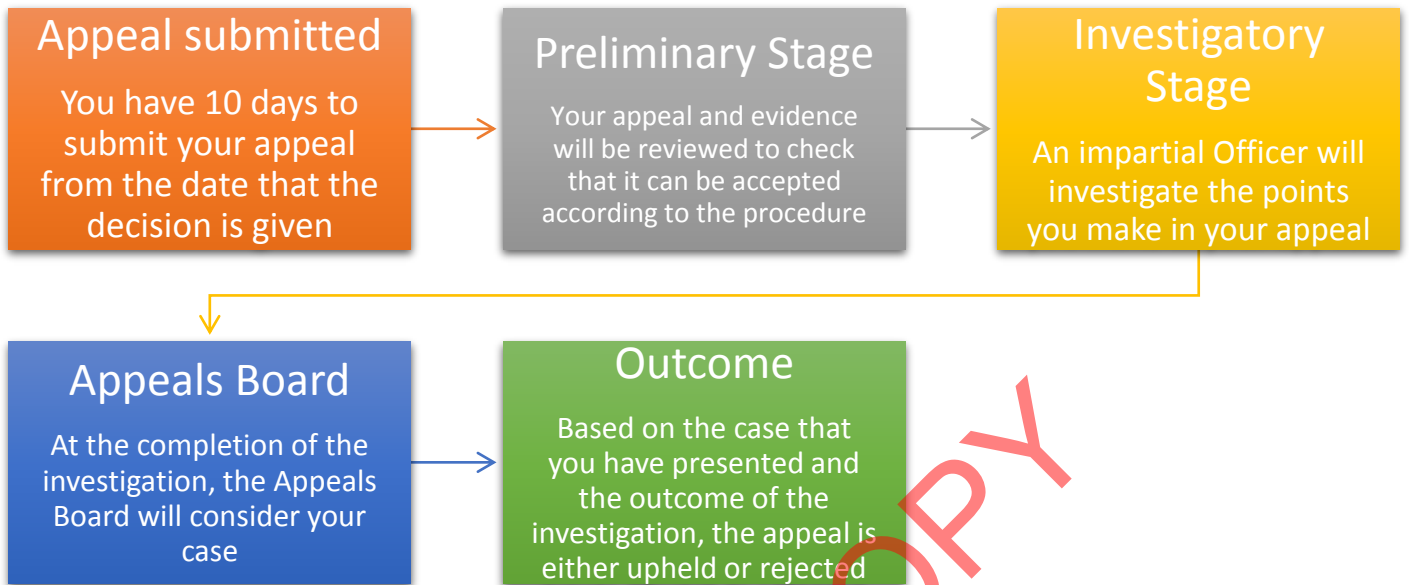 Appeal submitted
You have 10 days to
submit your appeal
from the date that the
decision is given
Preliminary Stage
Your appeal and evidence
will be reviewed to check
that it can be accepted
according to the procedure
Investigatory
Stage
An impartial Officer will
investigate the points
you make in your appeal
Appeals Board
At the completion of the
investigation, the Appeals
Board will consider your
case
Outcome
Based on the case that
you have presented and
the outcome of the
investigation, the appeal is
either upheld or rejected
OPY